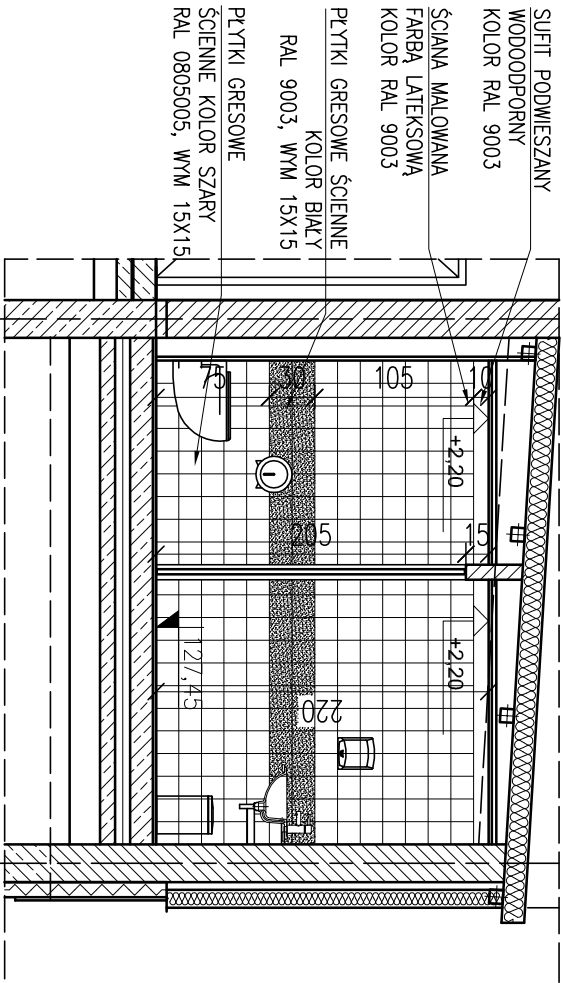 SUFIT PODWIESZANY
WODOODPORNY
KOLOR RAL 9003
ŚCIANA MALOWANA
FARBĄ LATEKSOWĄ
KOLOR RAL 9003
PŁYTKI GRESOWE ŚCIENNE
KOLOR BIAŁY
RAL 9003, WYM 15X15
PŁYTKI GRESOWE
ŚCIENNE KOLOR SZARY
RAL 0805005, WYM 15X15
75
30
105
10
+2,20
205
15
+2,20
127,45
220